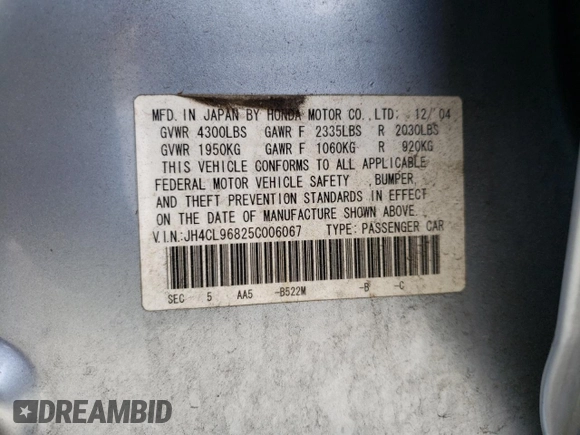 MFD. IN JAPAN BY HONDA MOTOR CO., LTD: 12/'04
GVWR 4300LBS GAWR F 2335LBS R 2030LBS
GVWR 1950KG GAWR F 1060KG R 920KG
THIS VEHICLE CONFORMS TO ALL APPLICABLE
FEDERAL MOTOR VEHICLE SAFETY ,BUMPER,
AND THEFT PREVENTION STANDARDS IN EFFECT
ON THE DATE OF MANUFACTURE SHOWN ABOVE.
V.I.N:JH4CL96825C006067 TYPE: PASSENGER CAR
SEC 5 AA5 -B522M -B -C
DREAMBID